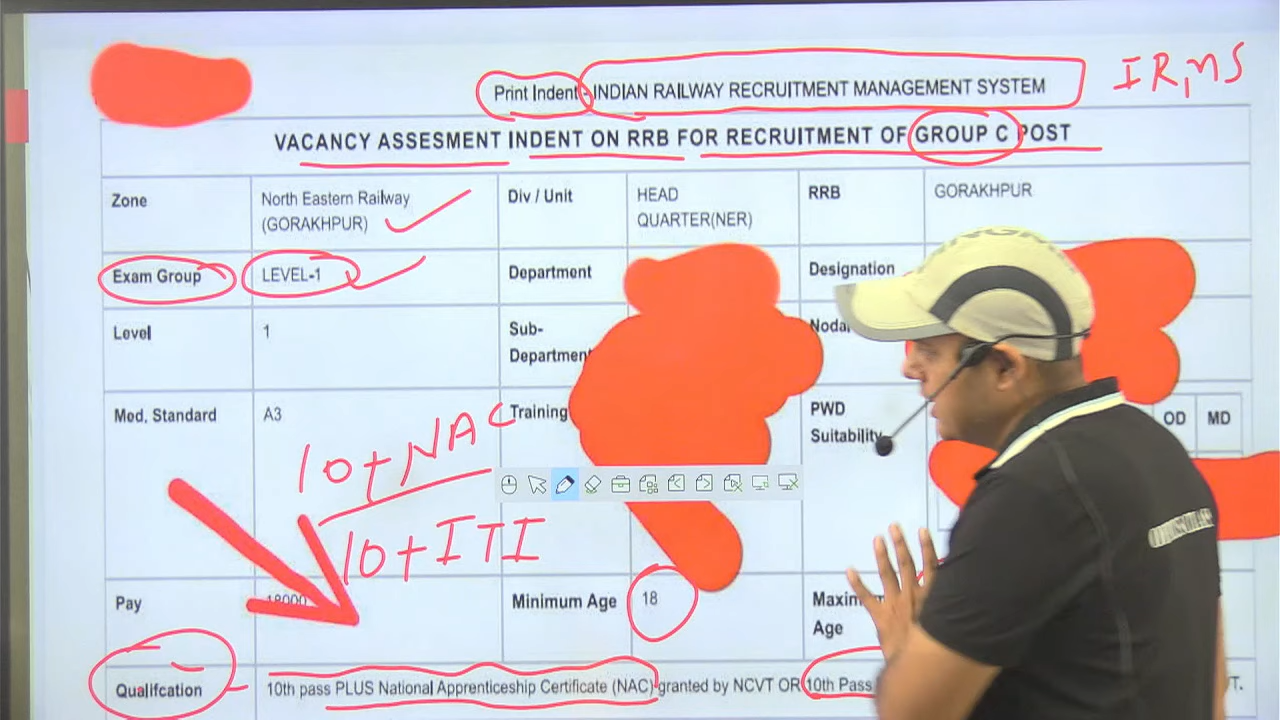 Print Indent INDIAN RAILWAY RECRUITMENT MANAGEMENT SYSTEM
IRMS
VACANCY ASSESMENT INDENT ON RRB FOR RECRUITMENT OF GROUP C POST
Zone North Eastern Railway (GORAKHPUR) Div / Unit HEAD QUARTER(NER) RRB GORAKHPUR
Exam Group LEVEL-1 Department Designation
Level 1 Sub-Department
Med. Standard A3 Training PWD Suitability OD MD
10+NAC
10+ITI
Pay 18000 Minimum Age 18 Age
Qualifcation 10th pass PLUS National Apprenticeship Certificate (NAC) granted by NCVT OR 10th Pass